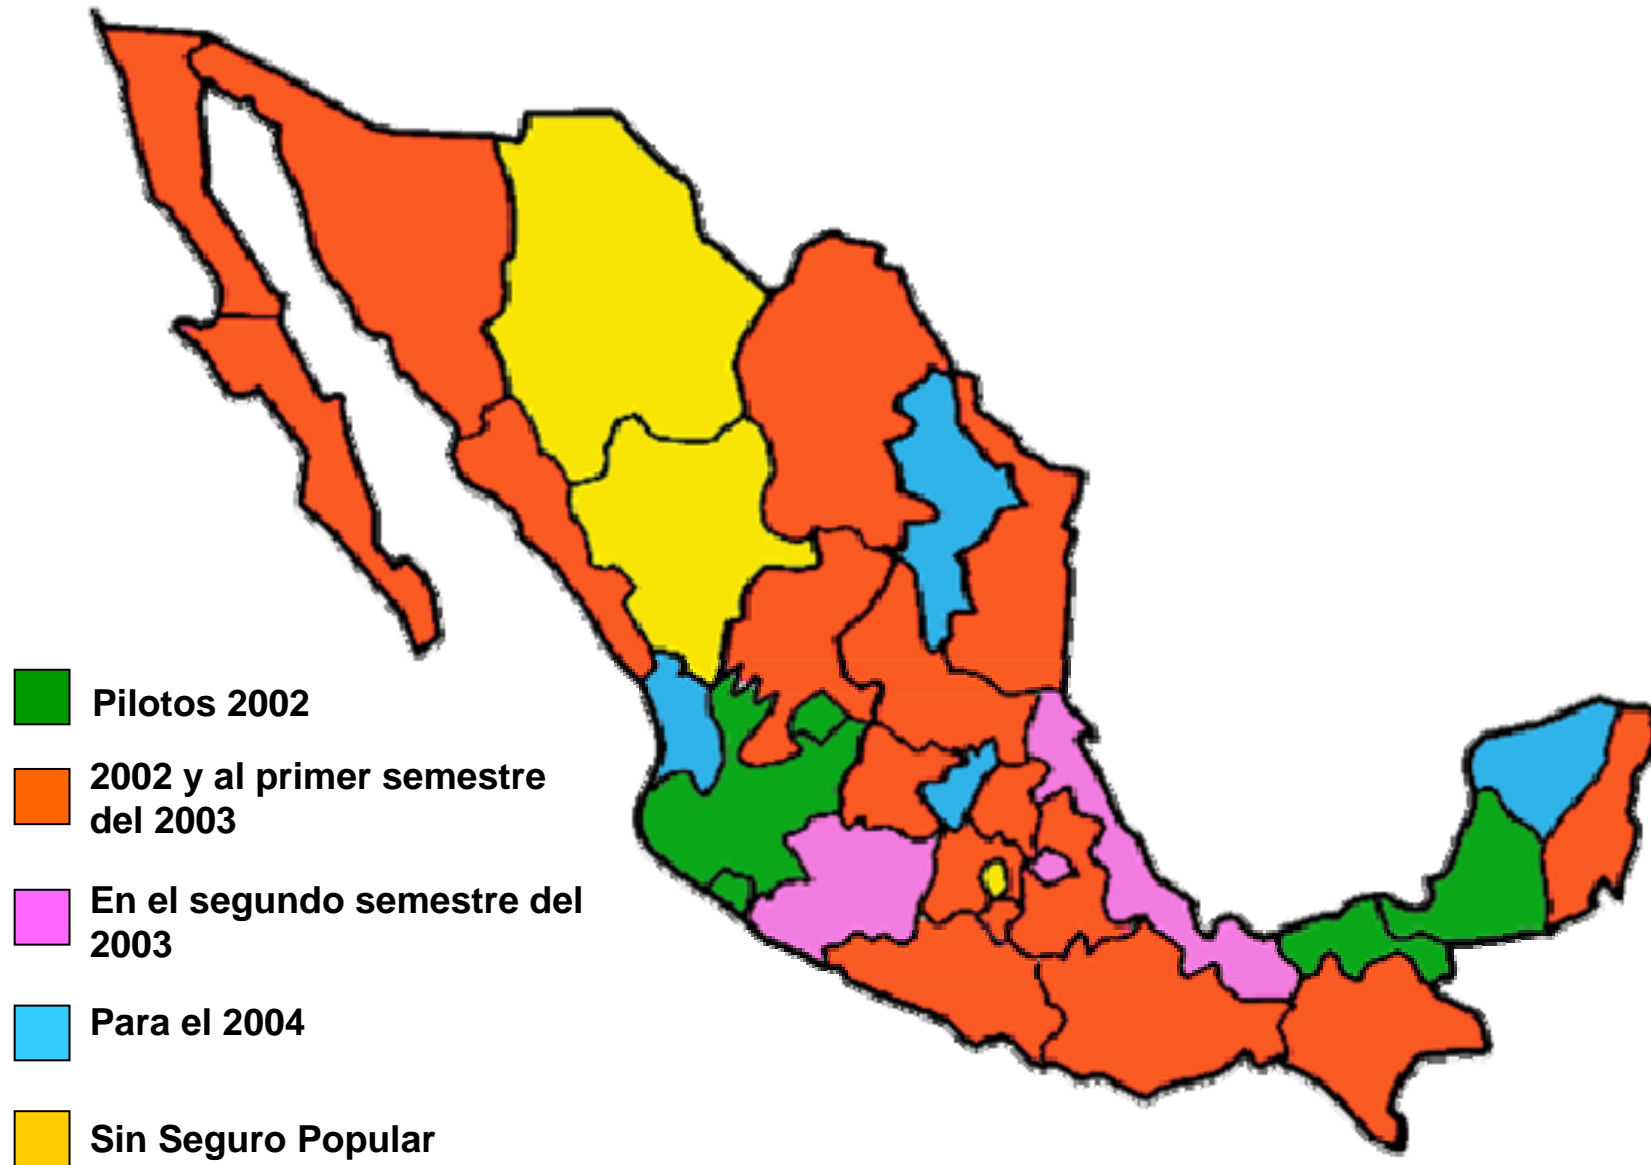 Pilotos 2002
2002 y al primer semestre
del 2003
En el segundo semestre del
2003
Para el 2004
Sin Seguro Popular